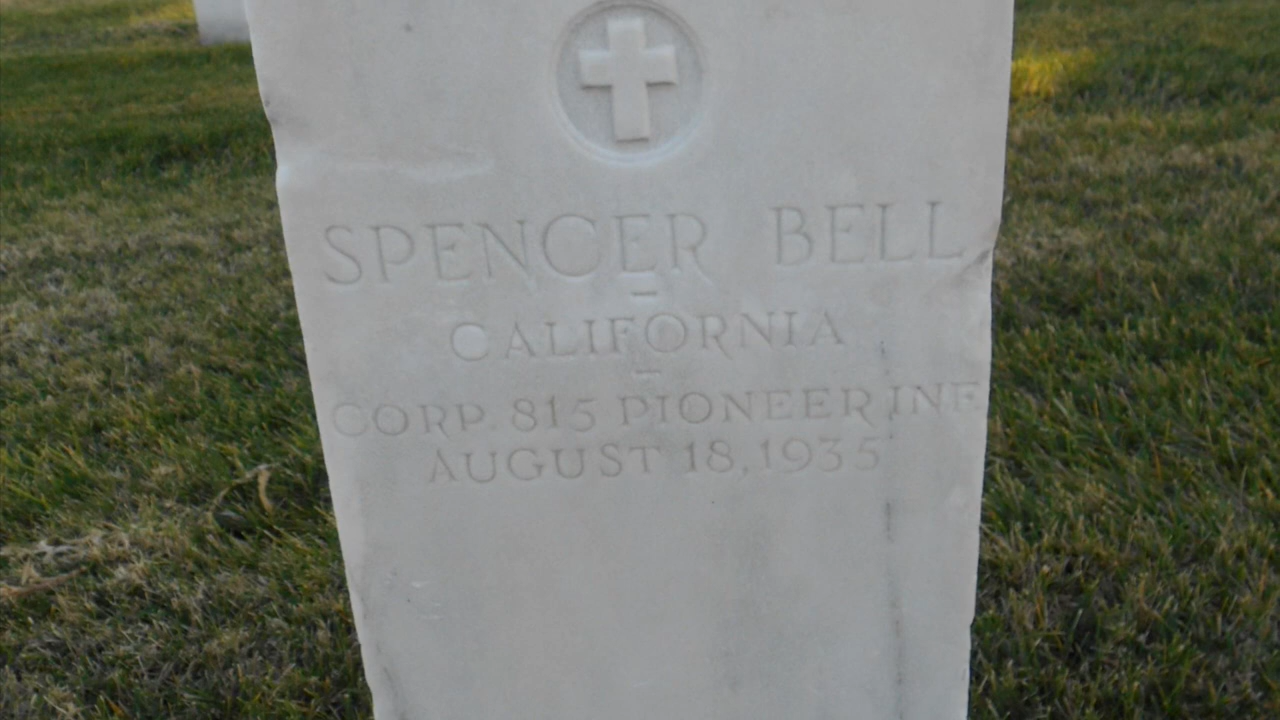 SPENCER BELL
CALIFORNIA
CORP. 815 PIONEER INF.
AUGUST 18, 1935